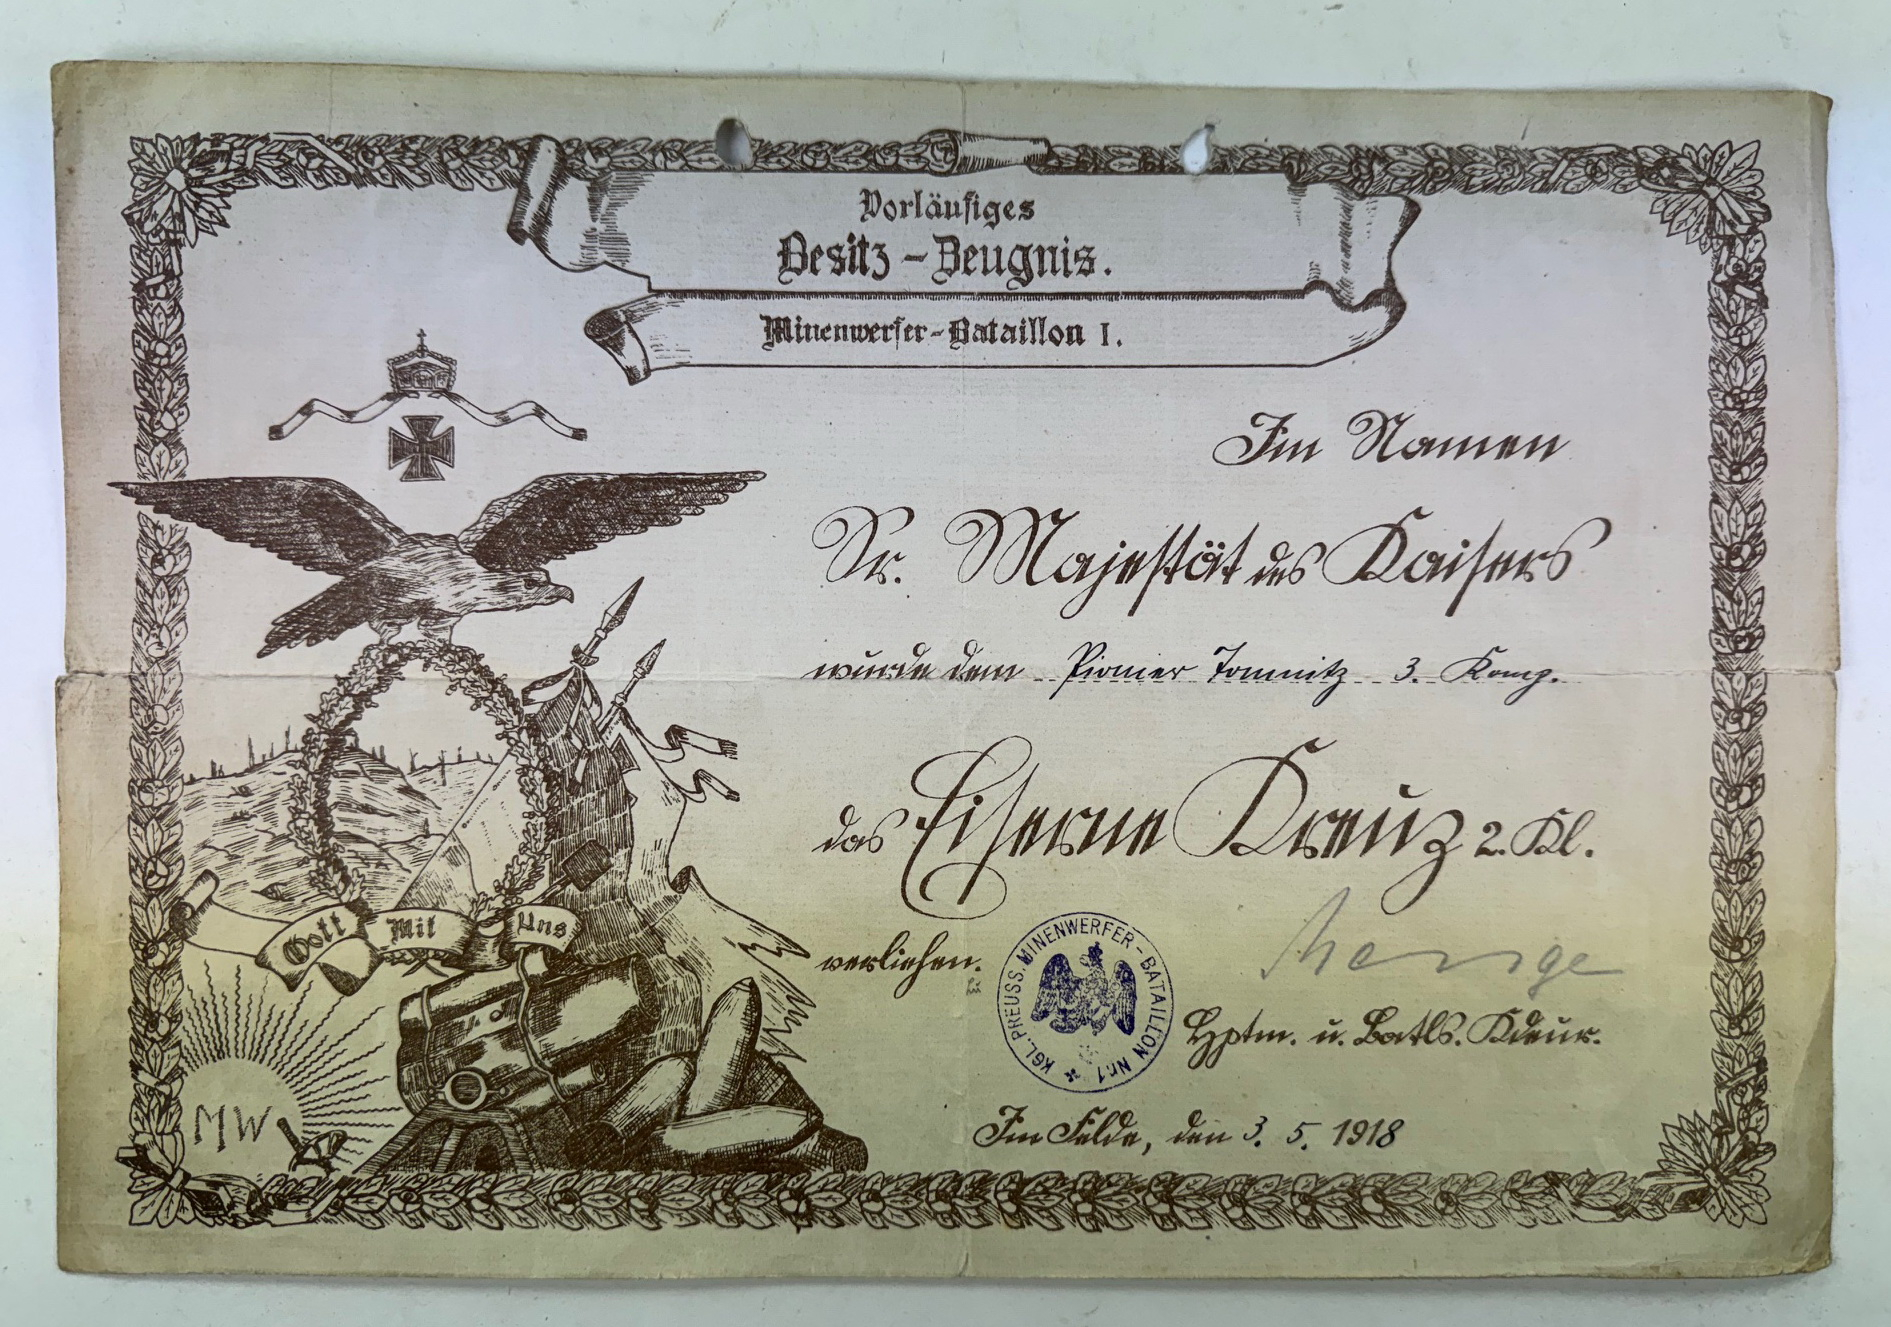 Vorläufiges
Besitz-Zeugnis.
Minenwerfer-Bataillon I.
Im Namen
Sr. Majestät des Kaisers
wurde dem Pionier Tomnitz 3. Komp.
das Eiserne Kreuz 2. Kl.
verliehen.
KGL. PREUSS. MINENWERFER-BATAILLON Nr. 1
Hptm. u. Batls. Kdeur.
Im Felde, den 3. 5. 1918
Gott Mit Uns
MW